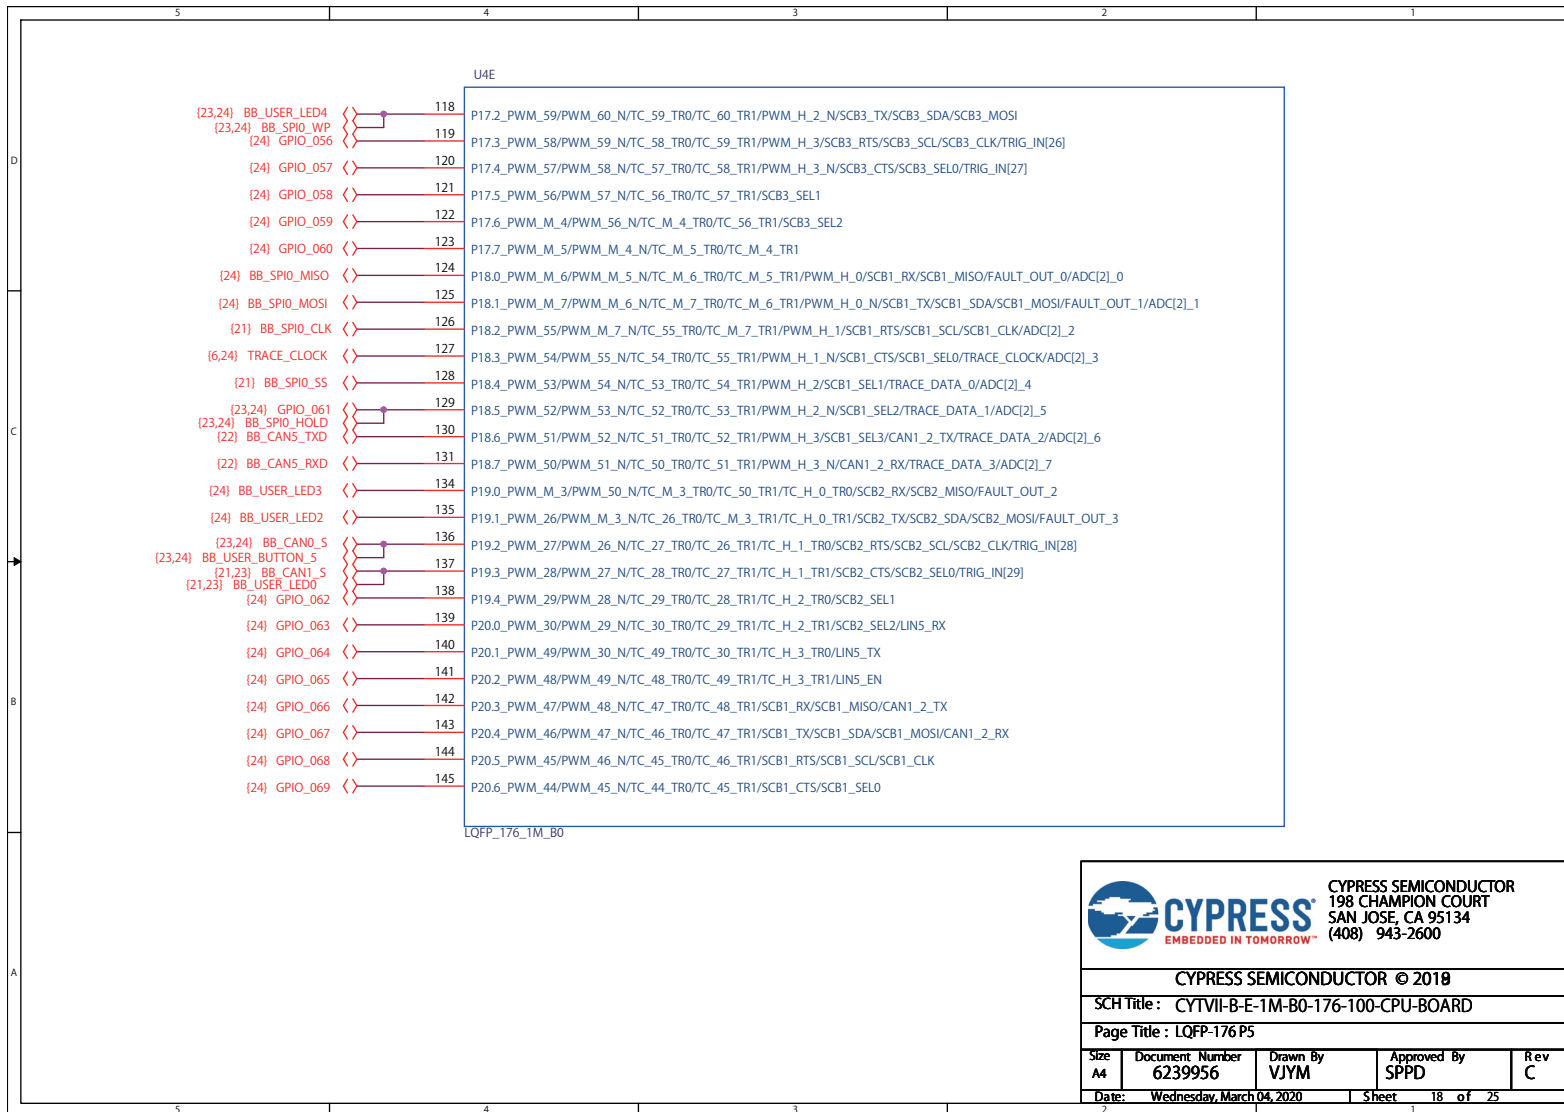 5 4 3 2 1
U4E
{23,24} BB_USER_LED4 118 P17.2_PWM_59/PWM_60_N/TC_59_TR0/TC_60_TR1/PWM_H_2_N/SCB3_TX/SCB3_SDA/SCB3_MOSI
{23,24} BB_SPI0_WP
{24} GPIO_056 119 P17.3_PWM_58/PWM_59_N/TC_58_TR0/TC_59_TR1/PWM_H_3/SCB3_RTS/SCB3_SCL/SCB3_CLK/TRIG_IN[26]
D
{24} GPIO_057 120 P17.4_PWM_57/PWM_58_N/TC_57_TR0/TC_58_TR1/PWM_H_3_N/SCB3_CTS/SCB3_SEL0/TRIG_IN[27]
{24} GPIO_058 121 P17.5_PWM_56/PWM_57_N/TC_56_TR0/TC_57_TR1/SCB3_SEL1
{24} GPIO_059 122 P17.6_PWM_M_4/PWM_56_N/TC_M_4_TR0/TC_56_TR1/SCB3_SEL2
{24} GPIO_060 123 P17.7_PWM_M_5/PWM_M_4_N/TC_M_5_TR0/TC_M_4_TR1
{24} BB_SPI0_MISO 124 P18.0_PWM_M_6/PWM_M_5_N/TC_M_6_TR0/TC_M_5_TR1/PWM_H_0/SCB1_RX/SCB1_MISO/FAULT_OUT_0/ADC[2]_0
{24} BB_SPI0_MOSI 125 P18.1_PWM_M_7/PWM_M_6_N/TC_M_7_TR0/TC_M_6_TR1/PWM_H_0_N/SCB1_TX/SCB1_SDA/SCB1_MOSI/FAULT_OUT_1/ADC[2]_1
{21} BB_SPI0_CLK 126 P18.2_PWM_55/PWM_M_7_N/TC_55_TR0/TC_M_7_TR1/PWM_H_1/SCB1_RTS/SCB1_SCL/SCB1_CLK/ADC[2]_2
{6,24} TRACE_CLOCK 127 P18.3_PWM_54/PWM_55_N/TC_54_TR0/TC_55_TR1/PWM_H_1_N/SCB1_CTS/SCB1_SEL0/TRACE_CLOCK/ADC[2]_3
{21} BB_SPI0_SS 128 P18.4_PWM_53/PWM_54_N/TC_53_TR0/TC_54_TR1/PWM_H_2/SCB1_SEL1/TRACE_DATA_0/ADC[2]_4
{23,24} GPIO_061 129 P18.5_PWM_52/PWM_53_N/TC_52_TR0/TC_53_TR1/PWM_H_2_N/SCB1_SEL2/TRACE_DATA_1/ADC[2]_5
{23,24} BB_SPI0_HOLD
C
{22} BB_CAN5_TXD 130 P18.6_PWM_51/PWM_52_N/TC_51_TR0/TC_52_TR1/PWM_H_3/SCB1_SEL3/CAN1_2_TX/TRACE_DATA_2/ADC[2]_6
{22} BB_CAN5_RXD 131 P18.7_PWM_50/PWM_51_N/TC_50_TR0/TC_51_TR1/PWM_H_3_N/CAN1_2_RX/TRACE_DATA_3/ADC[2]_7
{24} BB_USER_LED3 134 P19.0_PWM_M_3/PWM_50_N/TC_M_3_TR0/TC_50_TR1/TC_H_0_TR0/SCB2_RX/SCB2_MISO/FAULT_OUT_2
{24} BB_USER_LED2 135 P19.1_PWM_26/PWM_M_3_N/TC_26_TR0/TC_M_3_TR1/TC_H_0_TR1/SCB2_TX/SCB2_SDA/SCB2_MOSI/FAULT_OUT_3
{23,24} BB_CAN0_S 136 P19.2_PWM_27/PWM_26_N/TC_27_TR0/TC_26_TR1/TC_H_1_TR0/SCB2_RTS/SCB2_SCL/SCB2_CLK/TRIG_IN[28]
{23,24} BB_USER_BUTTON_5
{21,23} BB_CAN1_S 137 P19.3_PWM_28/PWM_27_N/TC_28_TR0/TC_27_TR1/TC_H_1_TR1/SCB2_CTS/SCB2_SEL0/TRIG_IN[29]
{21,23} BB_USER_LED0
{24} GPIO_062 138 P19.4_PWM_29/PWM_28_N/TC_29_TR0/TC_28_TR1/TC_H_2_TR0/SCB2_SEL1
{24} GPIO_063 139 P20.0_PWM_30/PWM_29_N/TC_30_TR0/TC_29_TR1/TC_H_2_TR1/SCB2_SEL2/LIN5_RX
{24} GPIO_064 140 P20.1_PWM_49/PWM_30_N/TC_49_TR0/TC_30_TR1/TC_H_3_TR0/LIN5_TX
{24} GPIO_065 141 P20.2_PWM_48/PWM_49_N/TC_48_TR0/TC_49_TR1/TC_H_3_TR1/LIN5_EN
B
{24} GPIO_066 142 P20.3_PWM_47/PWM_48_N/TC_47_TR0/TC_48_TR1/SCB1_RX/SCB1_MISO/CAN1_2_TX
{24} GPIO_067 143 P20.4_PWM_46/PWM_47_N/TC_46_TR0/TC_47_TR1/SCB1_TX/SCB1_SDA/SCB1_MOSI/CAN1_2_RX
{24} GPIO_068 144 P20.5_PWM_45/PWM_46_N/TC_45_TR0/TC_46_TR1/SCB1_RTS/SCB1_SCL/SCB1_CLK
{24} GPIO_069 145 P20.6_PWM_44/PWM_45_N/TC_44_TR0/TC_45_TR1/SCB1_CTS/SCB1_SEL0
LQFP_176_1M_B0
A
CYPRESS
EMBEDDED IN TOMORROW™
CYPRESS SEMICONDUCTOR
198 CHAMPION COURT
SAN JOSE, CA 95134
(408) 943-2600
CYPRESS SEMICONDUCTOR ©
SCH Title : CYTVII-B-E-1M-B0-176-100-CPU-BOARD
Page Title : LQFP-176 P5
Size Document Number Drawn By Approved By Rev
A4 6239956 VJYM SPPD C
Date: Wednesday, March 04, 2020 Sheet 18 of 25
5 4 3 2 1